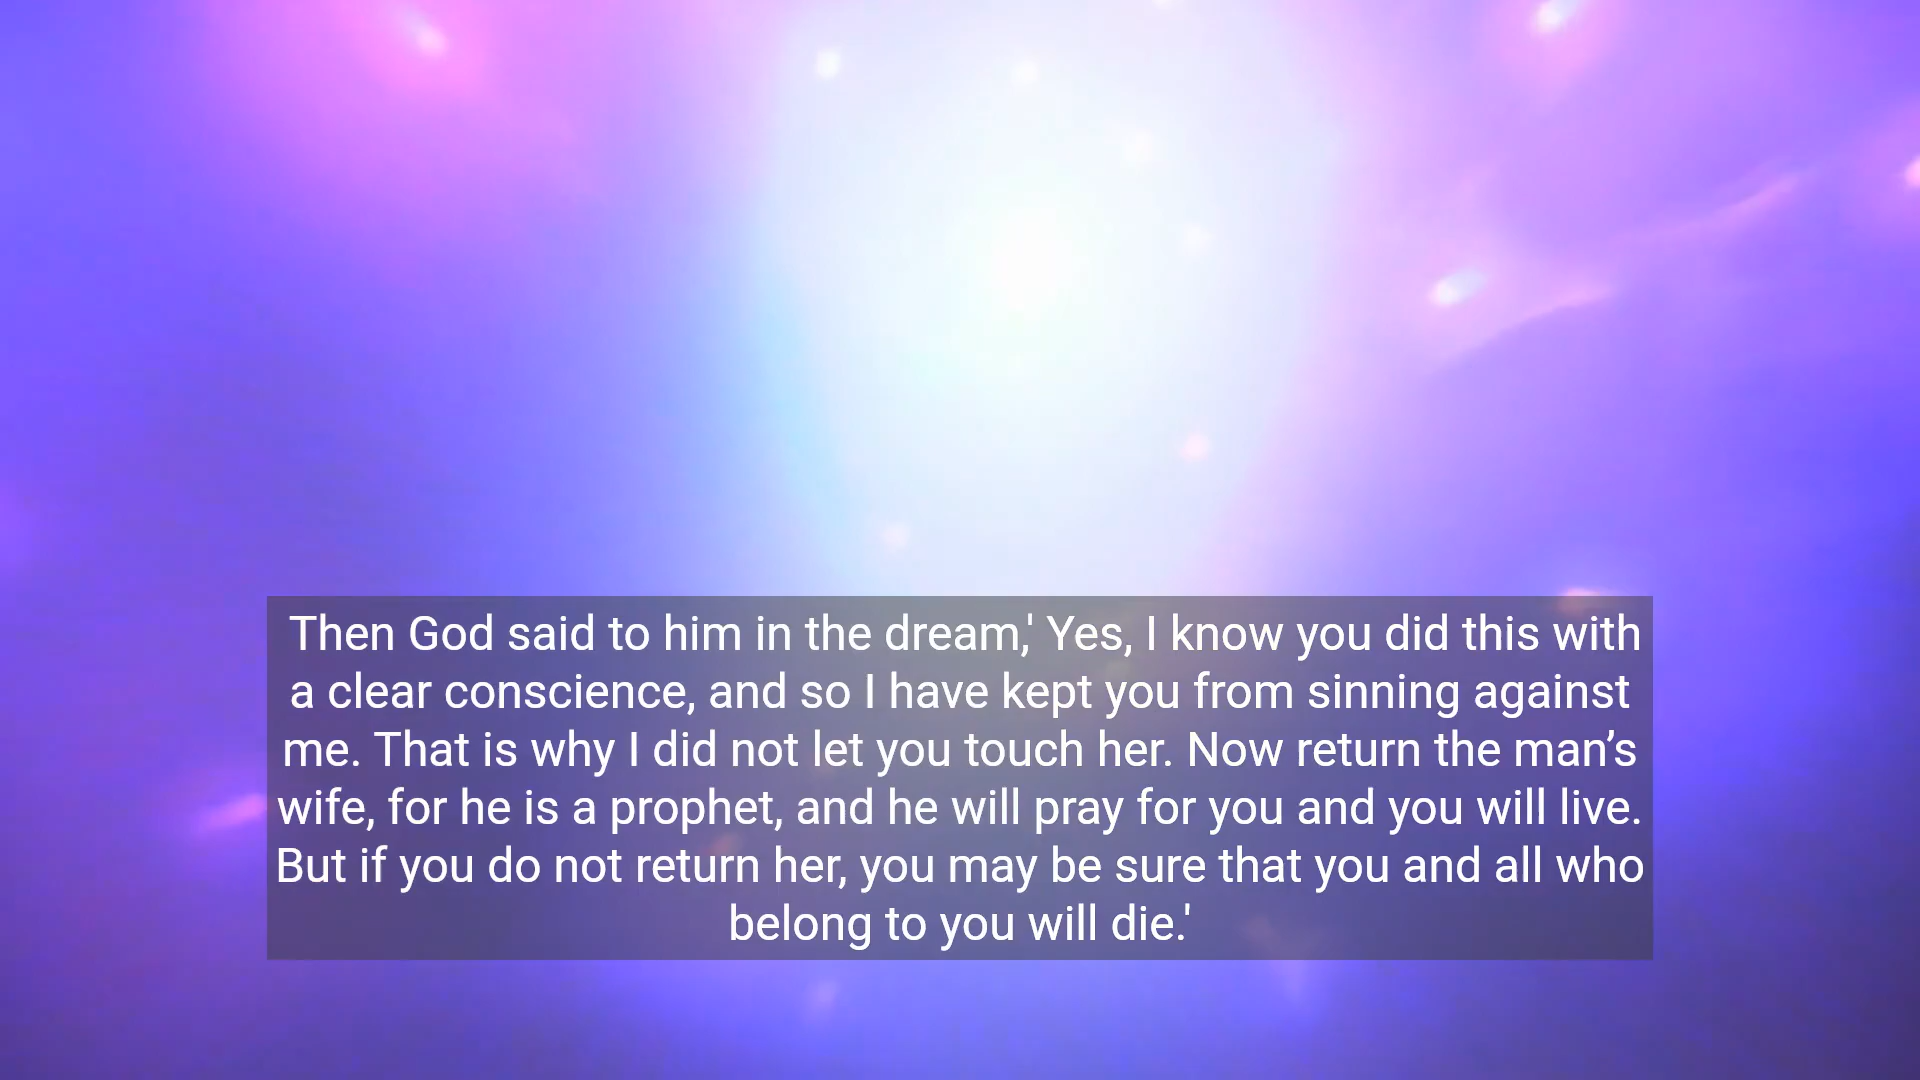 Then God said to him in the dream,' Yes, I know you did this with
a clear conscience, and so I have kept you from sinning against
me. That is why I did not let you touch her. Now return the man’s
wife, for he is a prophet, and he will pray for you and you will live.
But if you do not return her, you may be sure that you and all who
belong to you will die.'